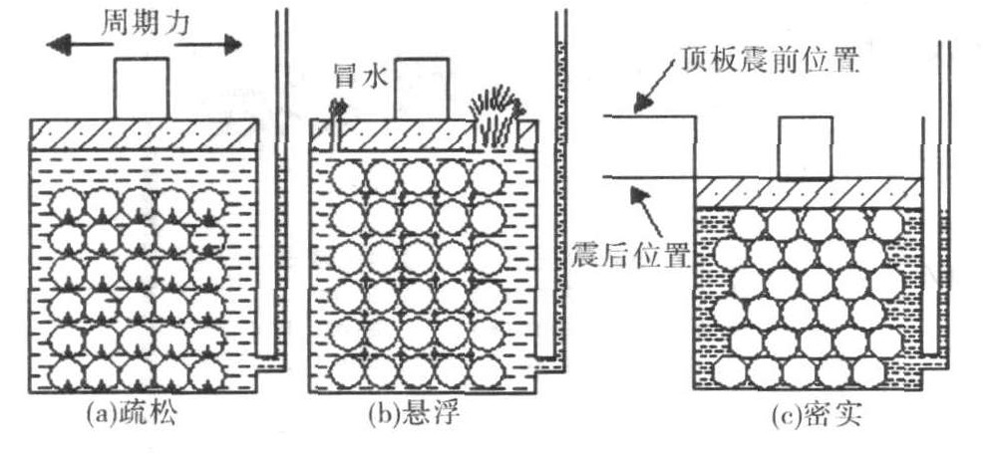 周期力
冒水
顶板震前位置
震后位置
(a)疏松
(b)悬浮
(c)密实